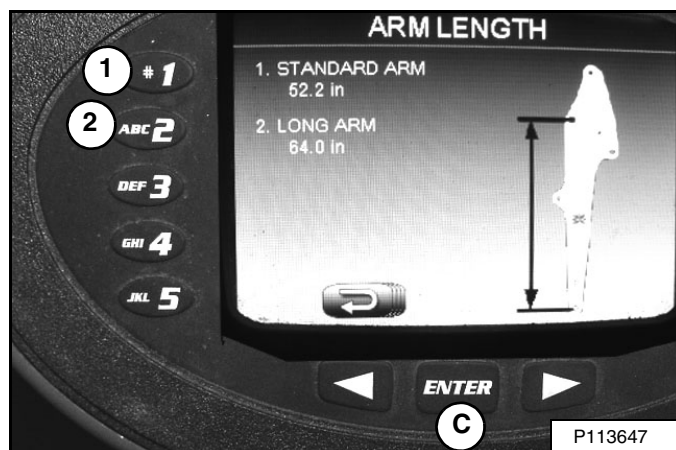 ARM LENGTH
1. STANDARD ARM
52.2 in
2. LONG ARM
64.0 in
1
# 1
2
ABC 2
DEF 3
GHI 4
JKL 5
ENTER
C
P113647